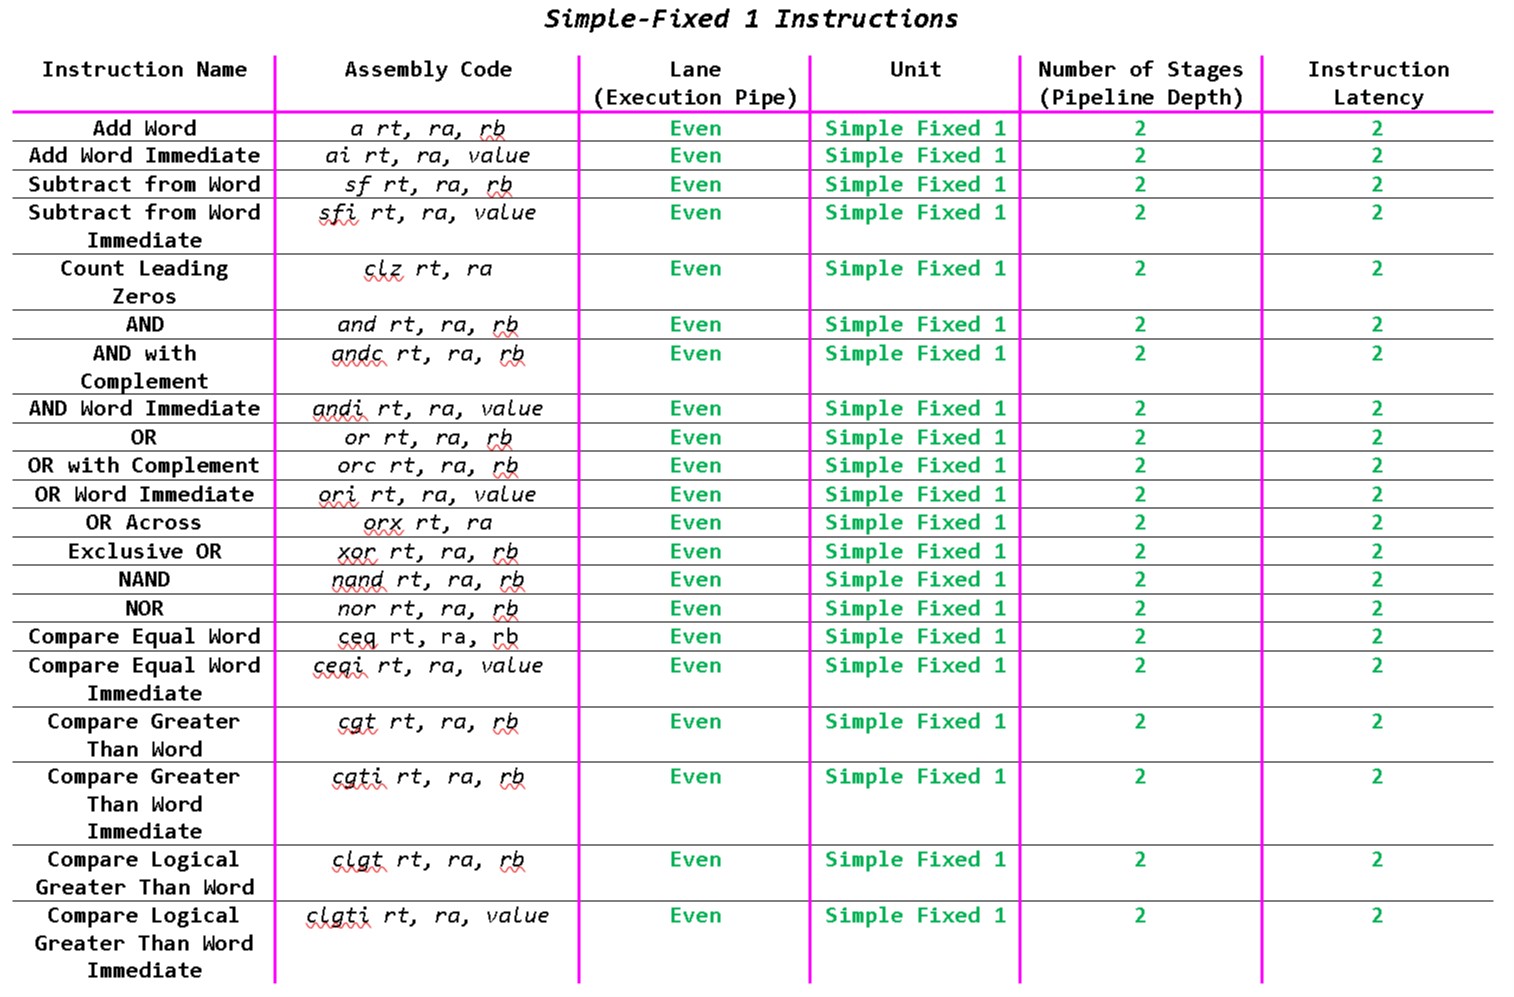 Simple-Fixed 1 Instructions
Instruction Name Assembly Code Lane Unit Number of Stages Instruction
(Execution Pipe) (Pipeline Depth) Latency
Add Word a rt, ra, rb Even Simple Fixed 1 2 2
Add Word Immediate ai rt, ra, value Even Simple Fixed 1 2 2
Subtract from Word sf rt, ra, rb Even Simple Fixed 1 2 2
Subtract from Word sfi rt, ra, value Even Simple Fixed 1 2 2
Immediate
Count Leading clz rt, ra Even Simple Fixed 1 2 2
Zeros
AND and rt, ra, rb Even Simple Fixed 1 2 2
AND with andc rt, ra, rb Even Simple Fixed 1 2 2
Complement
AND Word Immediate andi rt, ra, value Even Simple Fixed 1 2 2
OR or rt, ra, rb Even Simple Fixed 1 2 2
OR with Complement orc rt, ra, rb Even Simple Fixed 1 2 2
OR Word Immediate ori rt, ra, value Even Simple Fixed 1 2 2
OR Across orx rt, ra Even Simple Fixed 1 2 2
Exclusive OR xor rt, ra, rb Even Simple Fixed 1 2 2
NAND nand rt, ra, rb Even Simple Fixed 1 2 2
NOR nor rt, ra, rb Even Simple Fixed 1 2 2
Compare Equal Word ceq rt, ra, rb Even Simple Fixed 1 2 2
Compare Equal Word ceqi rt, ra, value Even Simple Fixed 1 2 2
Immediate
Compare Greater cgt rt, ra, rb Even Simple Fixed 1 2 2
Than Word
Compare Greater cgti rt, ra, rb Even Simple Fixed 1 2 2
Than Word
Immediate
Compare Logical clgt rt, ra, rb Even Simple Fixed 1 2 2
Greater Than Word
Compare Logical clgti rt, ra, value Even Simple Fixed 1 2 2
Greater Than Word
Immediate